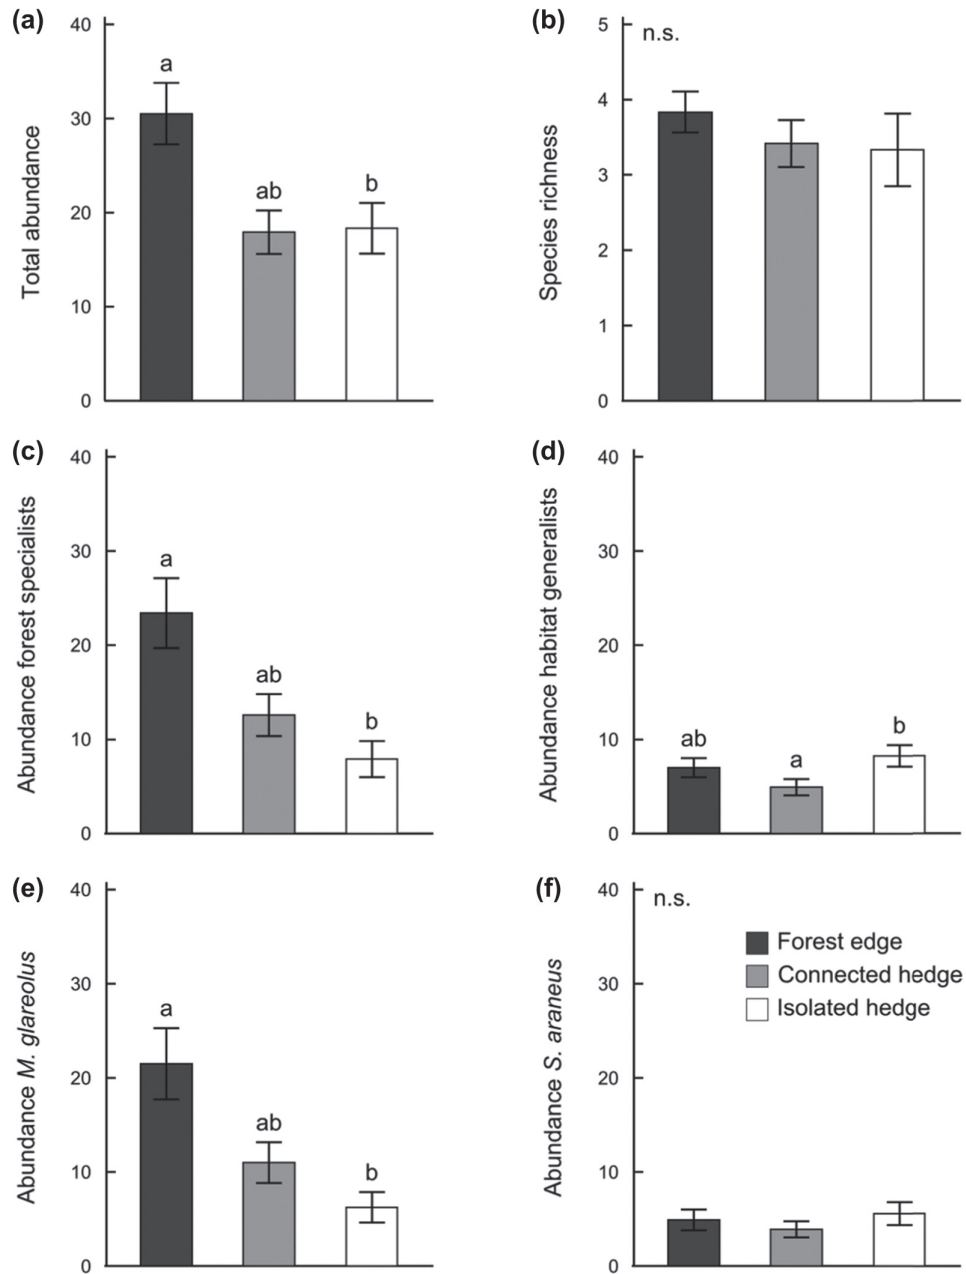 (a)
40
30
20
10
0
Total abundance
a
ab
b
(b)
5
4
3
2
1
0
Species richness
n.s.
(c)
40
30
20
10
0
Abundance forest specialists
a
ab
b
(d)
40
30
20
10
0
Abundance habitat generalists
ab
a
b
(e)
40
30
20
10
0
Abundance M. glareolus
a
ab
b
(f)
40
30
20
10
0
Abundance S. araneus
n.s.
Forest edge
Connected hedge
Isolated hedge